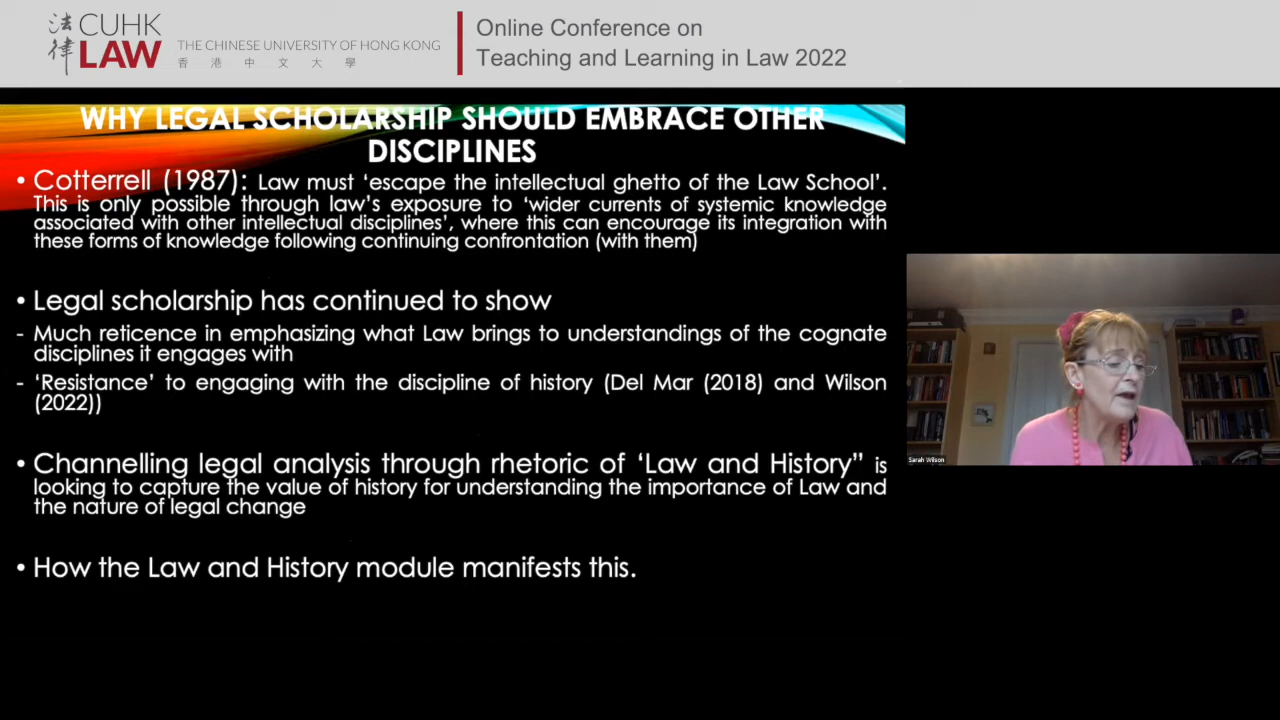 法律
CUHK
LAW
THE CHINESE UNIVERSITY OF HONG KONG
香港中文大學
Online Conference on
Teaching and Learning in Law 2022
WHY LEGAL SCHOLARSHIP SHOULD EMBRACE OTHER
DISCIPLINES
• Cotterrell (1987): Law must ‘escape the intellectual ghetto of the Law School’.
This is only possible through law’s exposure to ‘wider currents of systemic knowledge
associated with other intellectual disciplines’, where this can encourage its integration with
these forms of knowledge following continuing confrontation (with them)
• Legal scholarship has continued to show
- Much reticence in emphasizing what Law brings to understandings of the cognate
disciplines it engages with
- ‘Resistance’ to engaging with the discipline of history (Del Mar (2018) and Wilson
(2022))
• Channelling legal analysis through rhetoric of ‘Law and History” is
looking to capture the value of history for understanding the importance of Law and
the nature of legal change
• How the Law and History module manifests this.
Sarah Wilson